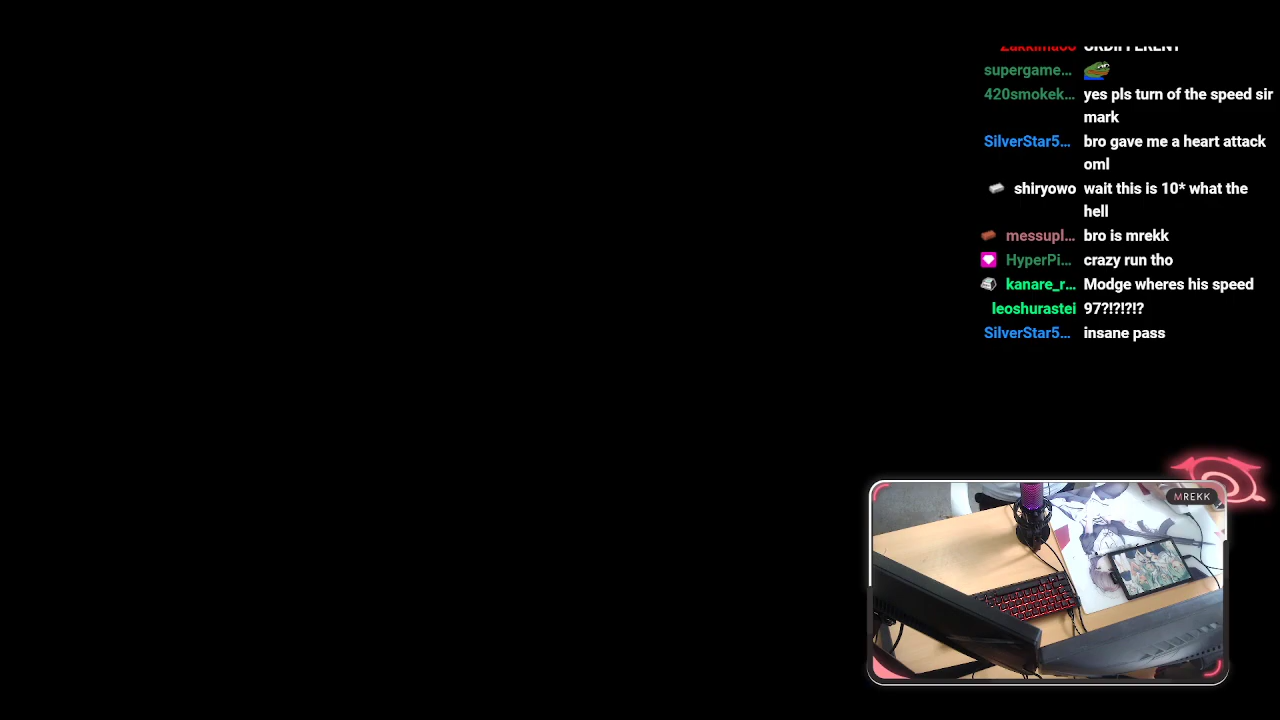 supergame…
420smokek… yes pls turn of the speed sir
mark
SilverStar5… bro gave me a heart attack
oml
shiryowo wait this is 10* what the
hell
messupl… bro is mrekk
HyperPi… crazy run tho
kanare_r… Modge wheres his speed
leoshurastei 97?!?!?!?
SilverStar5… insane pass
MREKK